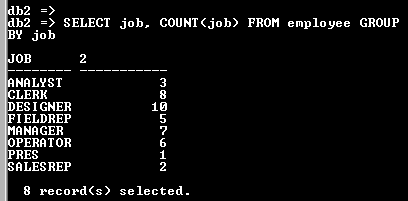 db2 =>
db2 => SELECT job, COUNT(job) FROM employee GROUP
BY job
JOB 2
-------- -----------
ANALYST 3
CLERK 8
DESIGNER 10
FIELDREP 5
MANAGER 7
OPERATOR 6
PRES 1
SALESREP 2
8 record(s) selected.